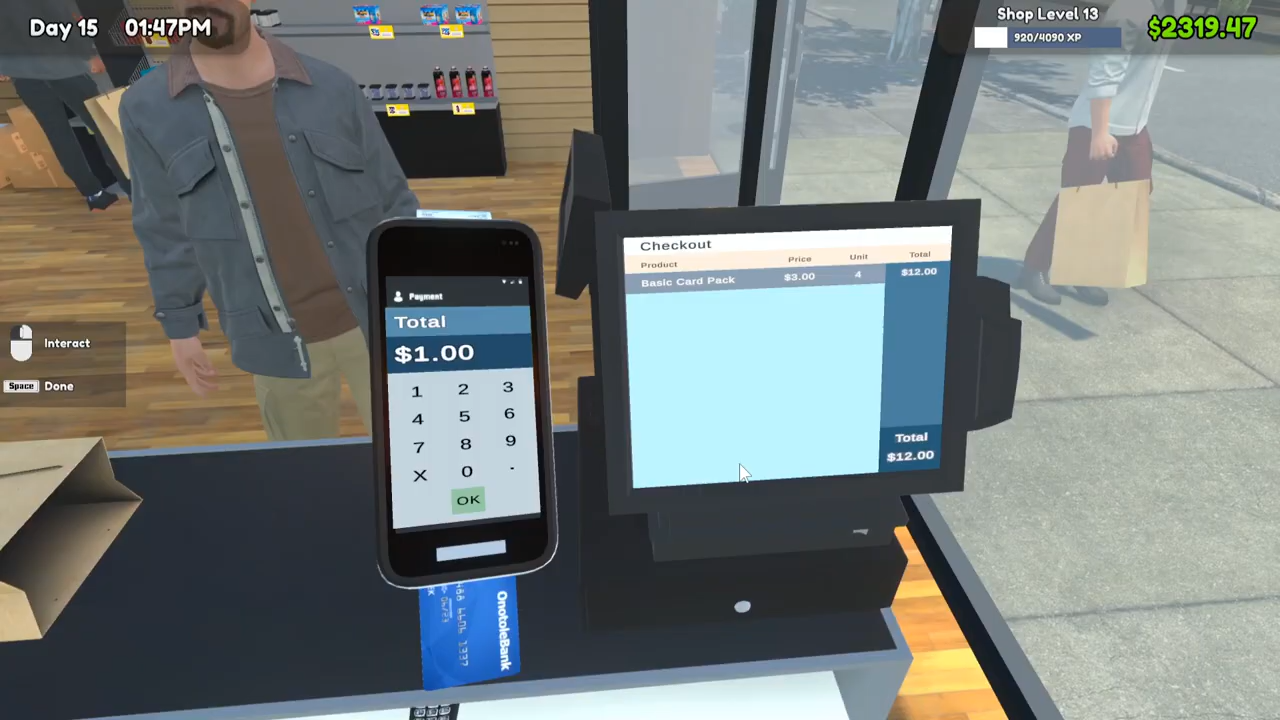 Day 15 01:47PM
Shop Level 13
920/4090 XP
$2319.47
Interact
Space Done
Payment
Total
$1.00
1 2 3
4 5 6
7 8 9
X 0 .
OK
Checkout
Product Price Unit Total
Basic Card Pack $3.00 4 $12.00
Total
$12.00
OnotoleBank